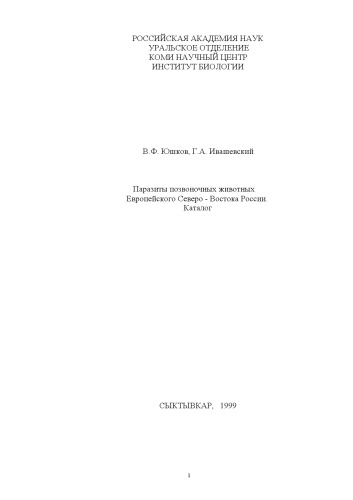 РОССИЙСКАЯ АКАДЕМИЯ НАУК
УРАЛЬСКОЕ ОТДЕЛЕНИЕ
КОМИ НАУЧНЫЙ ЦЕНТР
ИНСТИТУТ БИОЛОГИИ
В.Ф. Юшков, Г.А. Ивашевский
Паразиты позвоночных животных
Европейского Северо - Востока России
Каталог
СЫКТЫВКАР, 1999
1